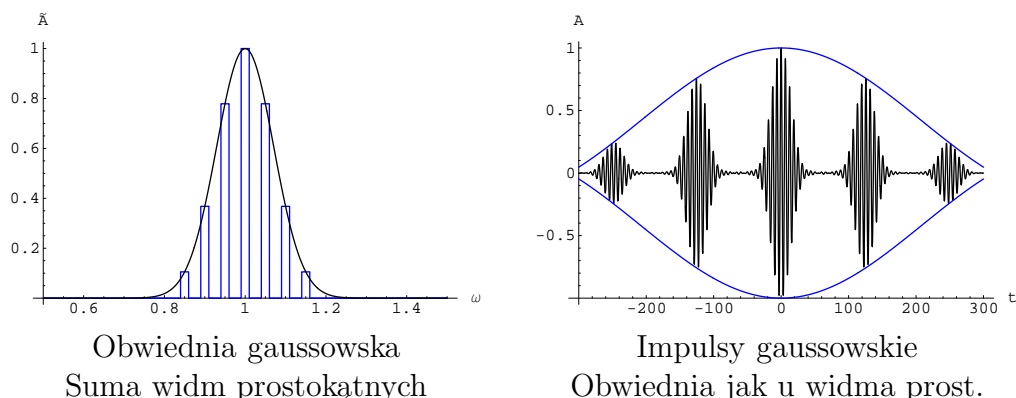 Ã
1
0.8
0.6
0.4
0.2
0.6 0.8 1 1.2 1.4 ω
A
1
0.5
0
−0.5
−200 −100 0 100 200 300 t
Obwiednia gaussowska
Suma widm prostokątnych
Impulsy gaussowskie
Obwiednia jak u widma prost.